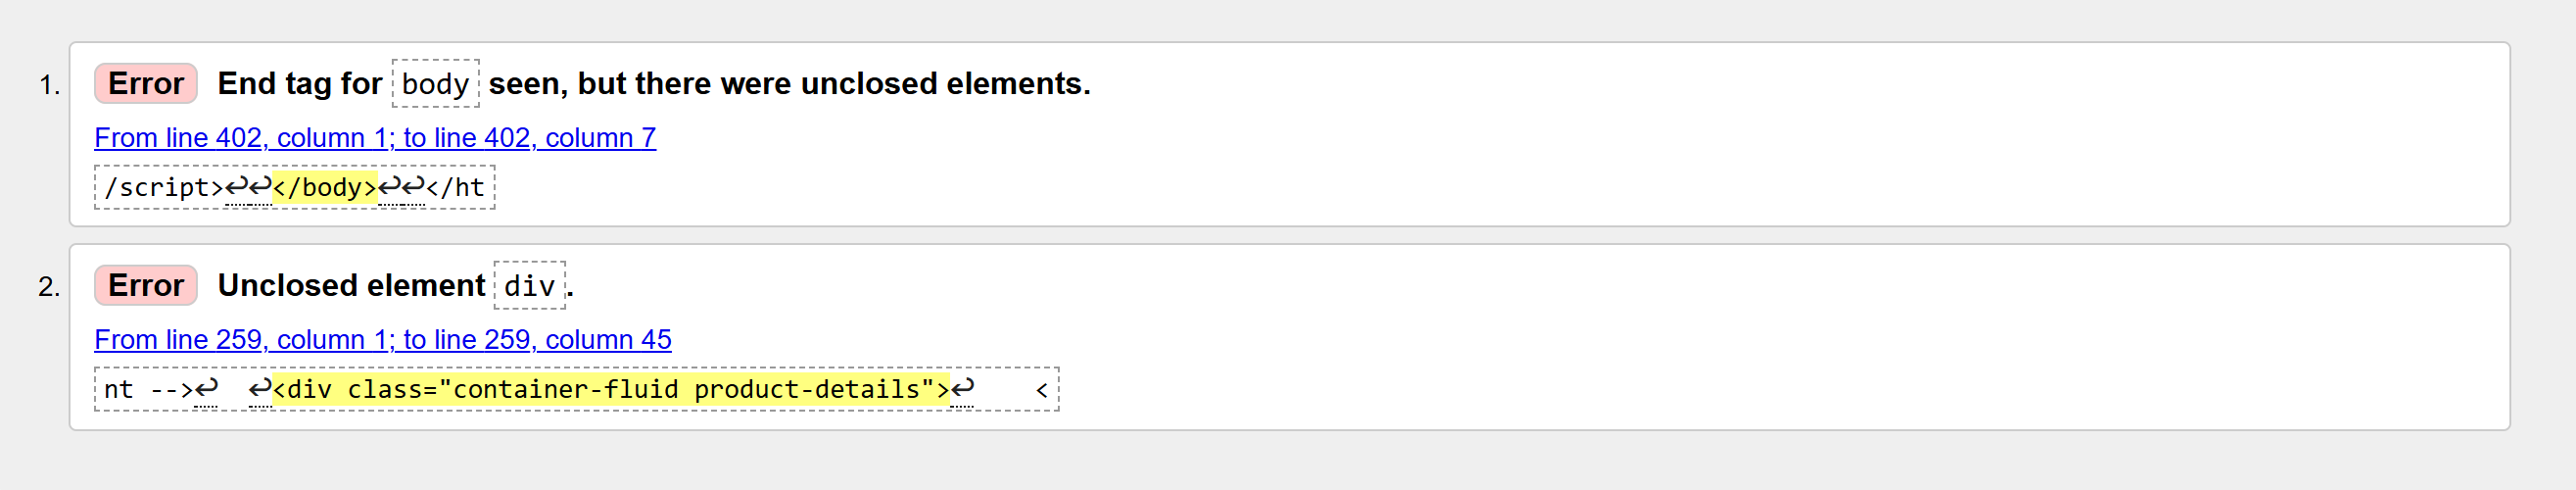 1. Error End tag for body seen, but there were unclosed elements.
From line 402, column 1; to line 402, column 7
/script>↩↩</body>↩↩</ht
2. Error Unclosed element div.
From line 259, column 1; to line 259, column 45
nt -->↩  ↩<div class="container-fluid product-details">↩    <